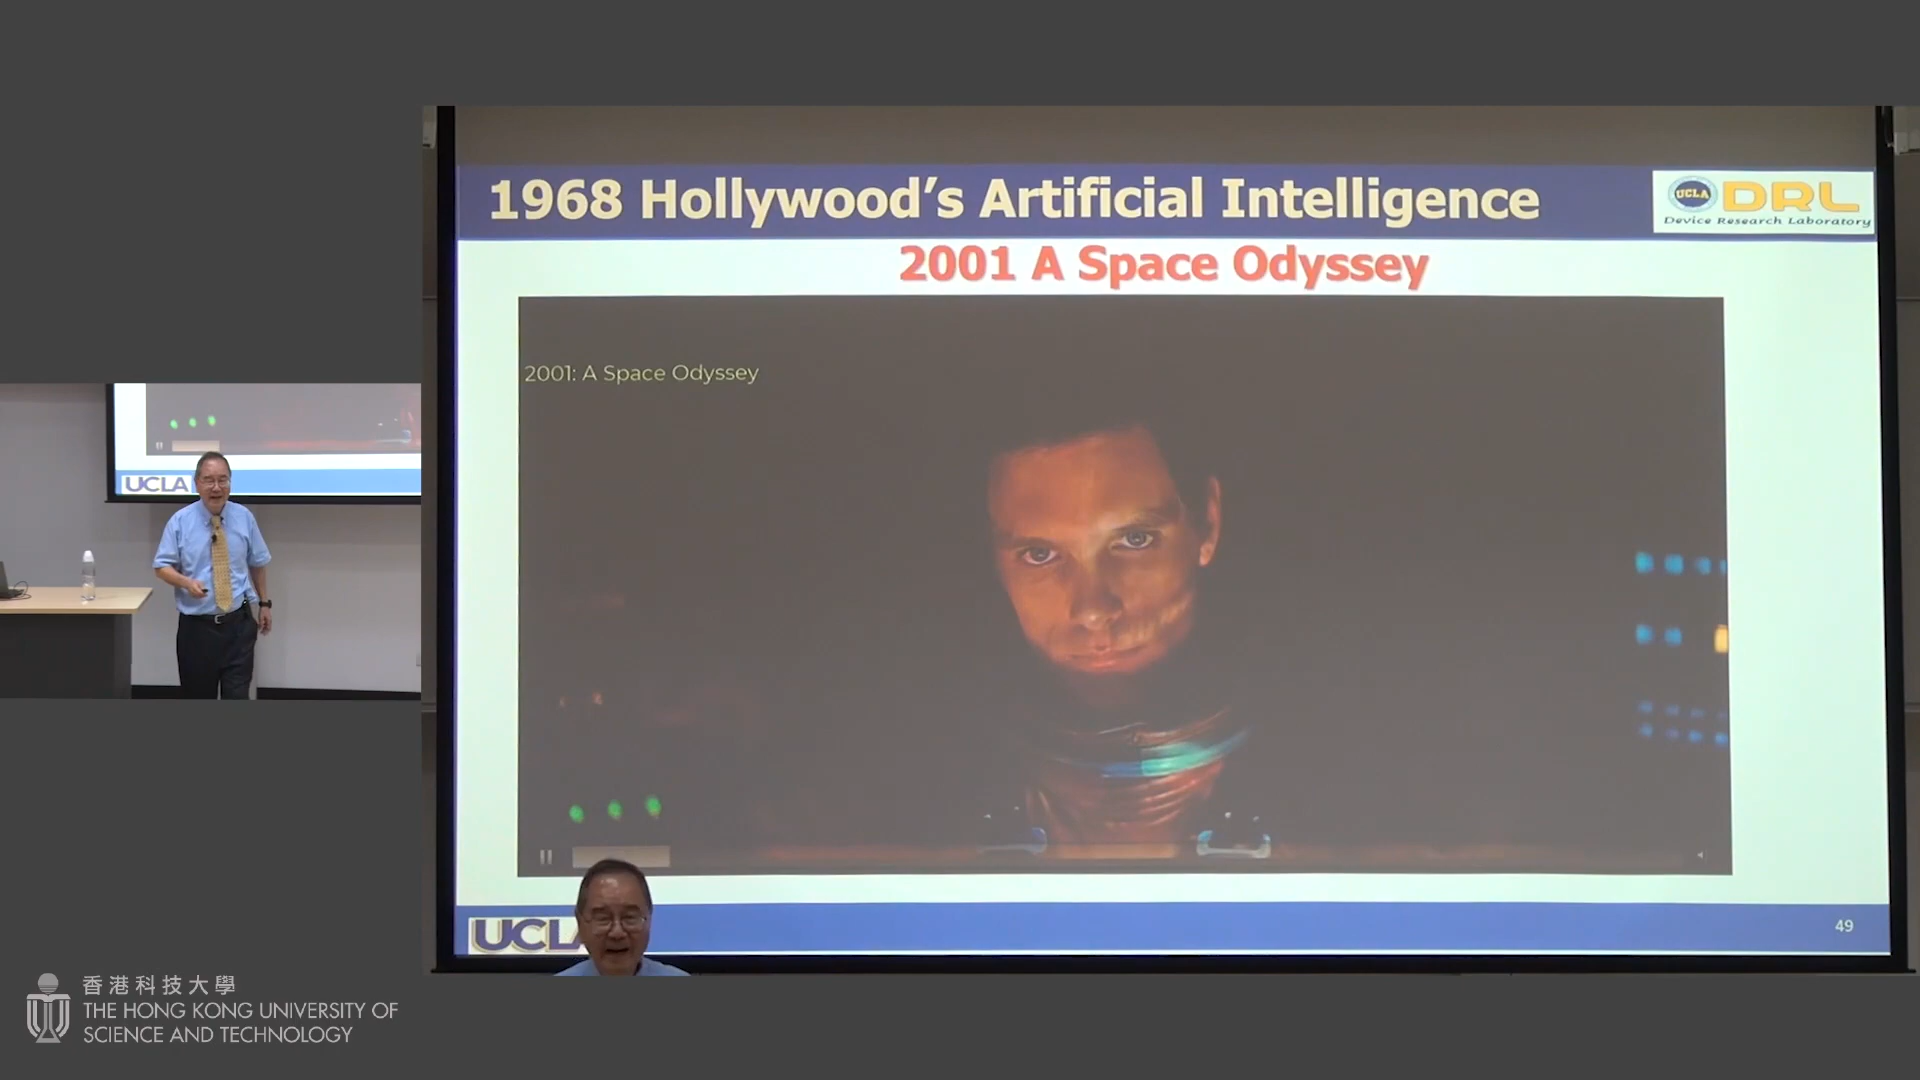 1968 Hollywood’s Artificial Intelligence
UCLA DRL
Device Research Laboratory
2001 A Space Odyssey
2001: A Space Odyssey
UCLA
UCLA
49
香港科技大學
THE HONG KONG UNIVERSITY OF
SCIENCE AND TECHNOLOGY